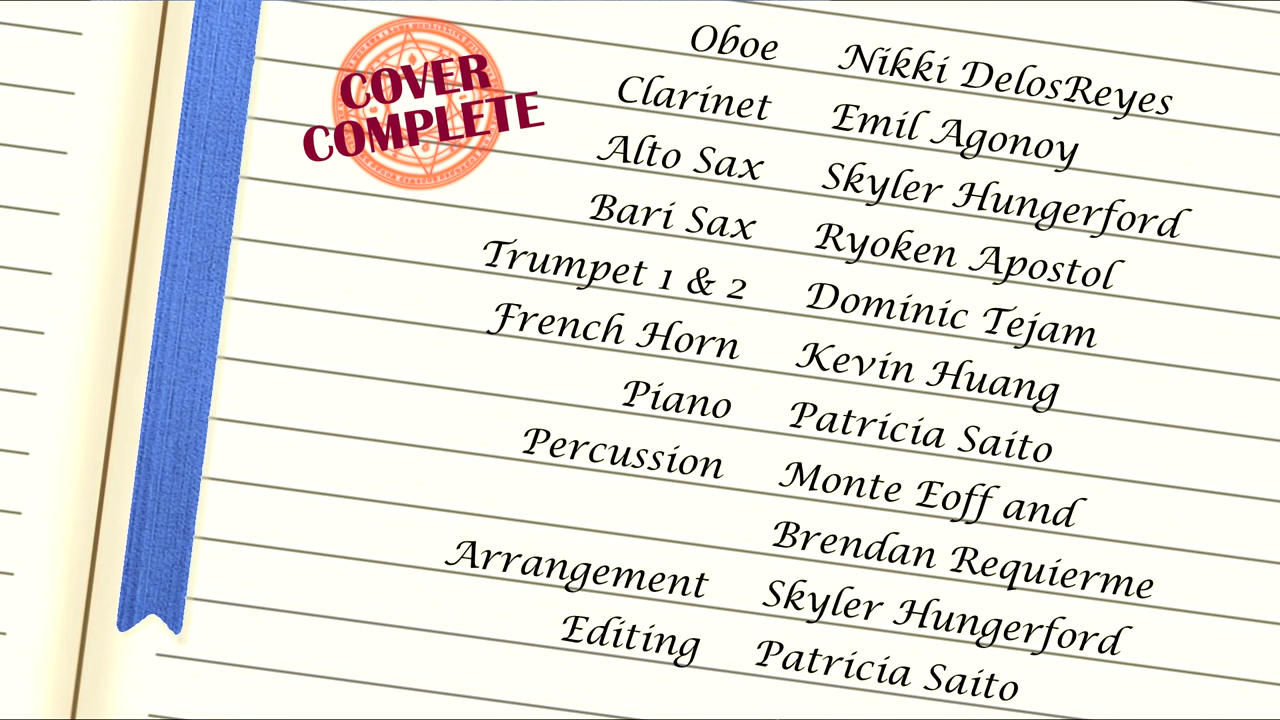 COVER
COMPLETE
Oboe Nikki DelosReyes
Clarinet Emil Agonoy
Alto Sax Skyler Hungerford
Bari Sax Ryoken Apostol
Trumpet 1 & 2 Dominic Tejam
French Horn Kevin Huang
Piano Patricia Saito
Percussion Monte Eoff and
Brendan Requierme
Arrangement Skyler Hungerford
Editing Patricia Saito